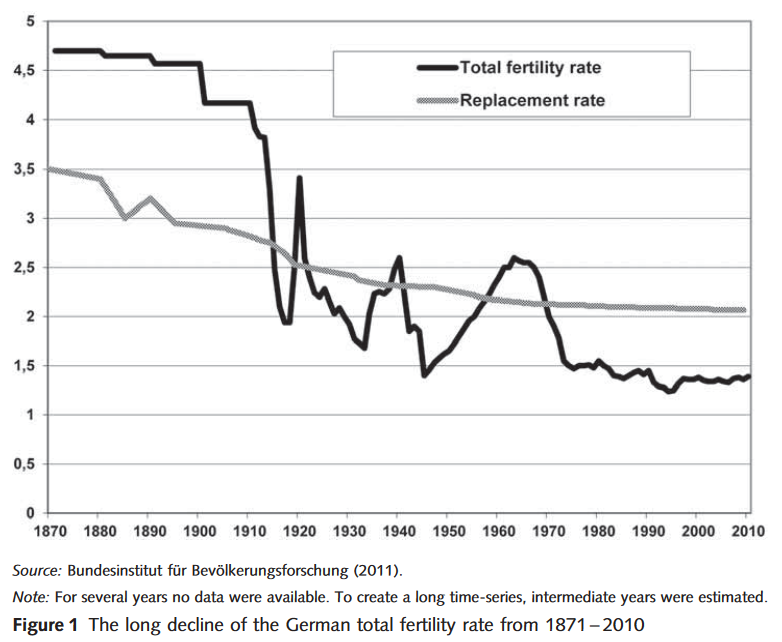 5
4,5
4
3,5
3
2,5
2
1,5
1
0,5
0
Total fertility rate
Replacement rate
1870 1880 1890 1900 1910 1920 1930 1940 1950 1960 1970 1980 1990 2000 2010
Source: Bundesinstitut für Bevölkerungsforschung (2011).
Note: For several years no data were available. To create a long time-series, intermediate years were estimated.
Figure 1 The long decline of the German total fertility rate from 1871–2010